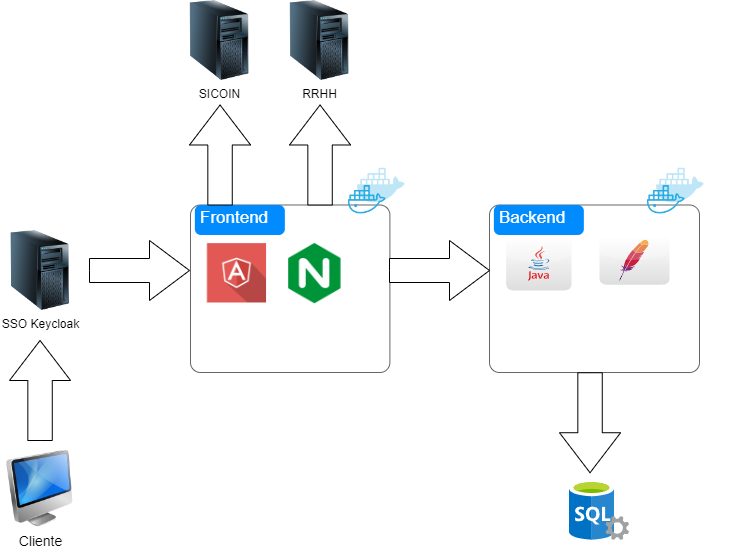 SICOIN
RRHH
Frontend
Backend
A
N
Java
SSO Keycloak
Cliente
SQL